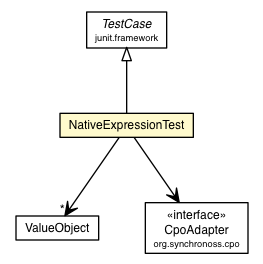 TestCase
junit.framework
NativeExpressionTest
*
ValueObject
«interface»
CpoAdapter
org.synchronoss.cpo